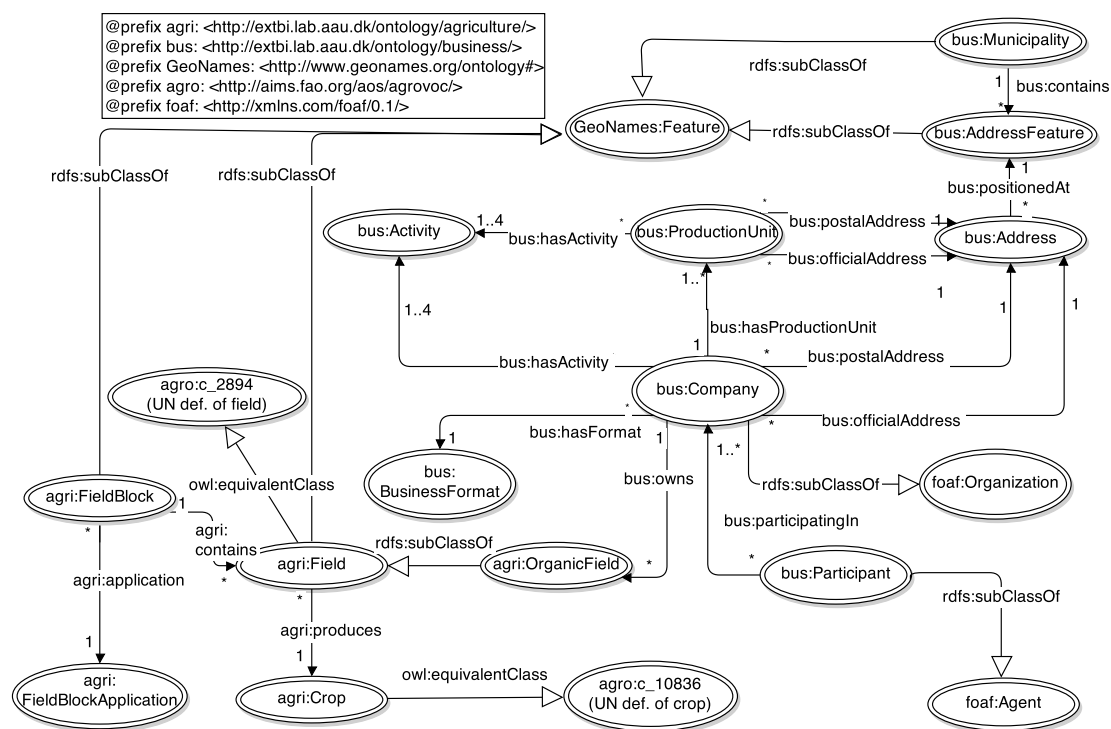 @prefix agri: <http://extbi.lab.aau.dk/ontology/agriculture/>
@prefix bus: <http://extbi.lab.aau.dk/ontology/business/>
@prefix GeoNames: <http://www.geonames.org/ontology#>
@prefix agro: <http://aims.fao.org/aos/agrovoc/>
@prefix foaf: <http://xmlns.com/foaf/0.1/>
bus:Municipality
rdfs:subClassOf
1
bus:contains
*
GeoNames:Feature
rdfs:subClassOf
bus:AddressFeature
rdfs:subClassOf
rdfs:subClassOf
1
bus:positionedAt
*
bus:Activity
1..4
bus:hasActivity
*
bus:ProductionUnit
*
bus:postalAddress
1
bus:Address
*
bus:officialAddress
1
1..*
1..4
1
1
bus:hasProductionUnit
1
bus:hasActivity
*
bus:postalAddress
agro:c_2894
(UN def. of field)
bus:Company
*
bus:hasFormat
1
1
*
bus:officialAddress
1..*
bus:
BusinessFormat
bus:owns
rdfs:subClassOf
foaf:Organization
owl:equivalentClass
agri:FieldBlock
1
*
agri:
contains
*
bus:participatingIn
*
rdfs:subClassOf
agri:Field
agri:OrganicField
*
bus:Participant
agri:application
*
rdfs:subClassOf
agri:produces
1
1
owl:equivalentClass
agri:
FieldBlockApplication
agri:Crop
agro:c_10836
(UN def. of crop)
foaf:Agent